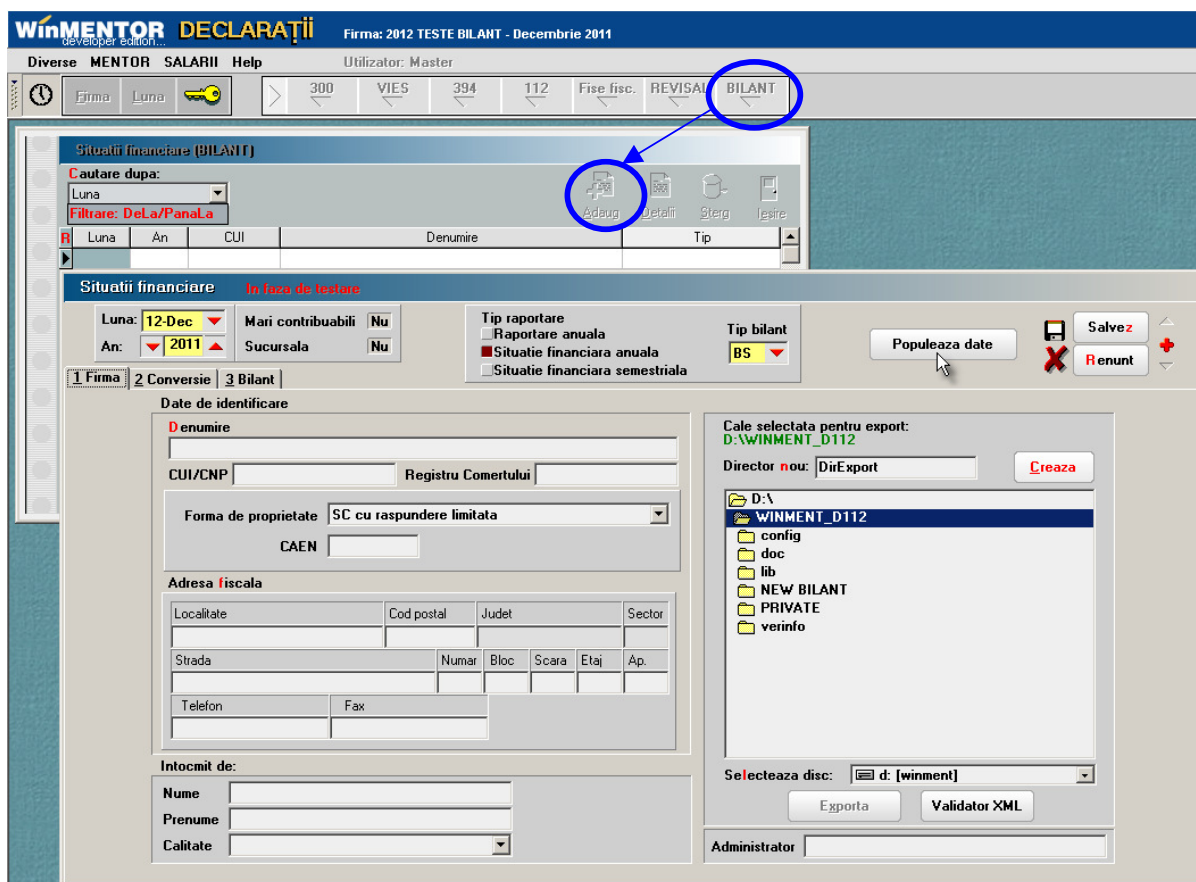 WinMENTOR DECLARAȚII Firma: 2012 TESTE BILANT - Decembrie 2011
developer edition...
Diverse MENTOR SALARII Help Utilizator: Master
Firma Luna 300 VIES 394 112 Fise fisc. REVISAL BILANT
Situatii financiare (BILANT)
Cautare dupa:
Luna
Filtrare: DeLa/PanaLa
Adaug Detalii Sterg Iesire
R Luna An CUI Denumire Tip
Situatii financiare In faza de testare
Luna: 12-Dec Mari contribuabili Nu
An: 2011 Sucursala Nu
Tip raportare
Raportare anuala
Situatie financiara anuala
Situatie financiara semestriala
Tip bilant
BS
Populeaza date
Salvez
Renunt
1 Firma 2 Conversie 3 Bilant
Date de identificare
Denumire
CUI/CNP Registru Comertului
Forma de proprietate SC cu raspundere limitata
CAEN
Adresa fiscala
Localitate Cod postal Judet Sector
Strada Numar Bloc Scara Etaj Ap.
Telefon Fax
Intocmit de:
Nume
Prenume
Calitate
Cale selectata pentru export:
D:\WINMENT_D112
Director nou: DirExport Creaza
D:\
WINMENT_D112
config
doc
lib
NEW BILANT
PRIVATE
verinfo
Selecteaza disc: d: [winment]
Exporta Validator XML
Administrator